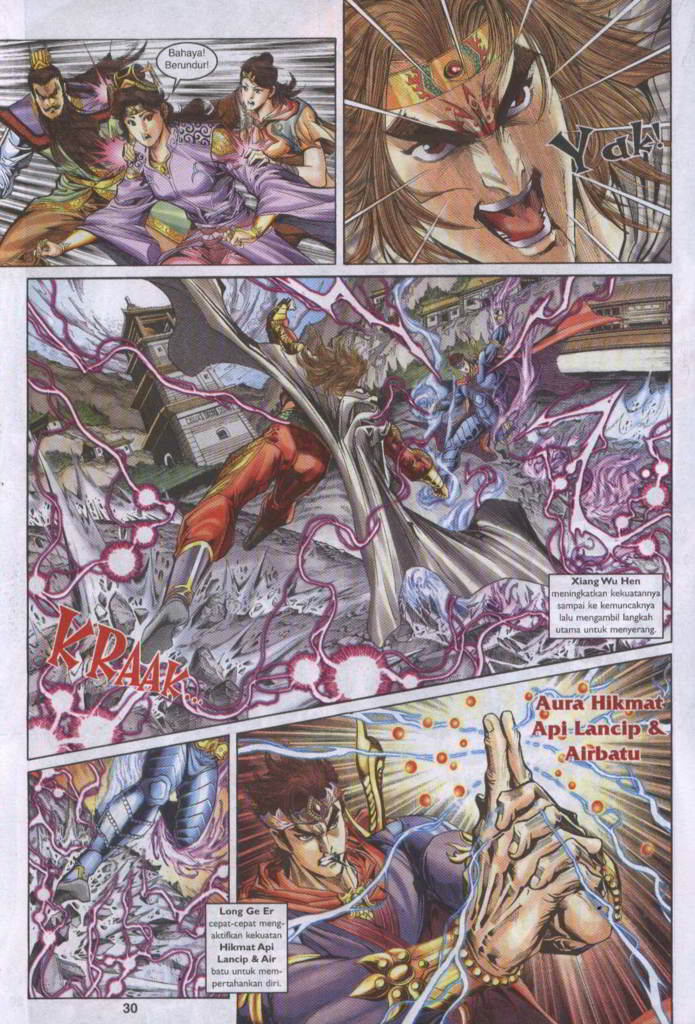 Bahaya!
Berundur!
Yak!
Xiang Wu Hen
meningkatkan kekuatannya
sampai ke kemuncaknya
lalu mengambil langkah
utama untuk menyerang.
KRAAK...
Aura Hikmat
Api Lancip &
Airbatu
Long Ge Er
cepat-cepat meng-
aktifkan kekuatan
Hikmat Api
Lancip & Air
batu untuk mem-
pertahankan diri.
30